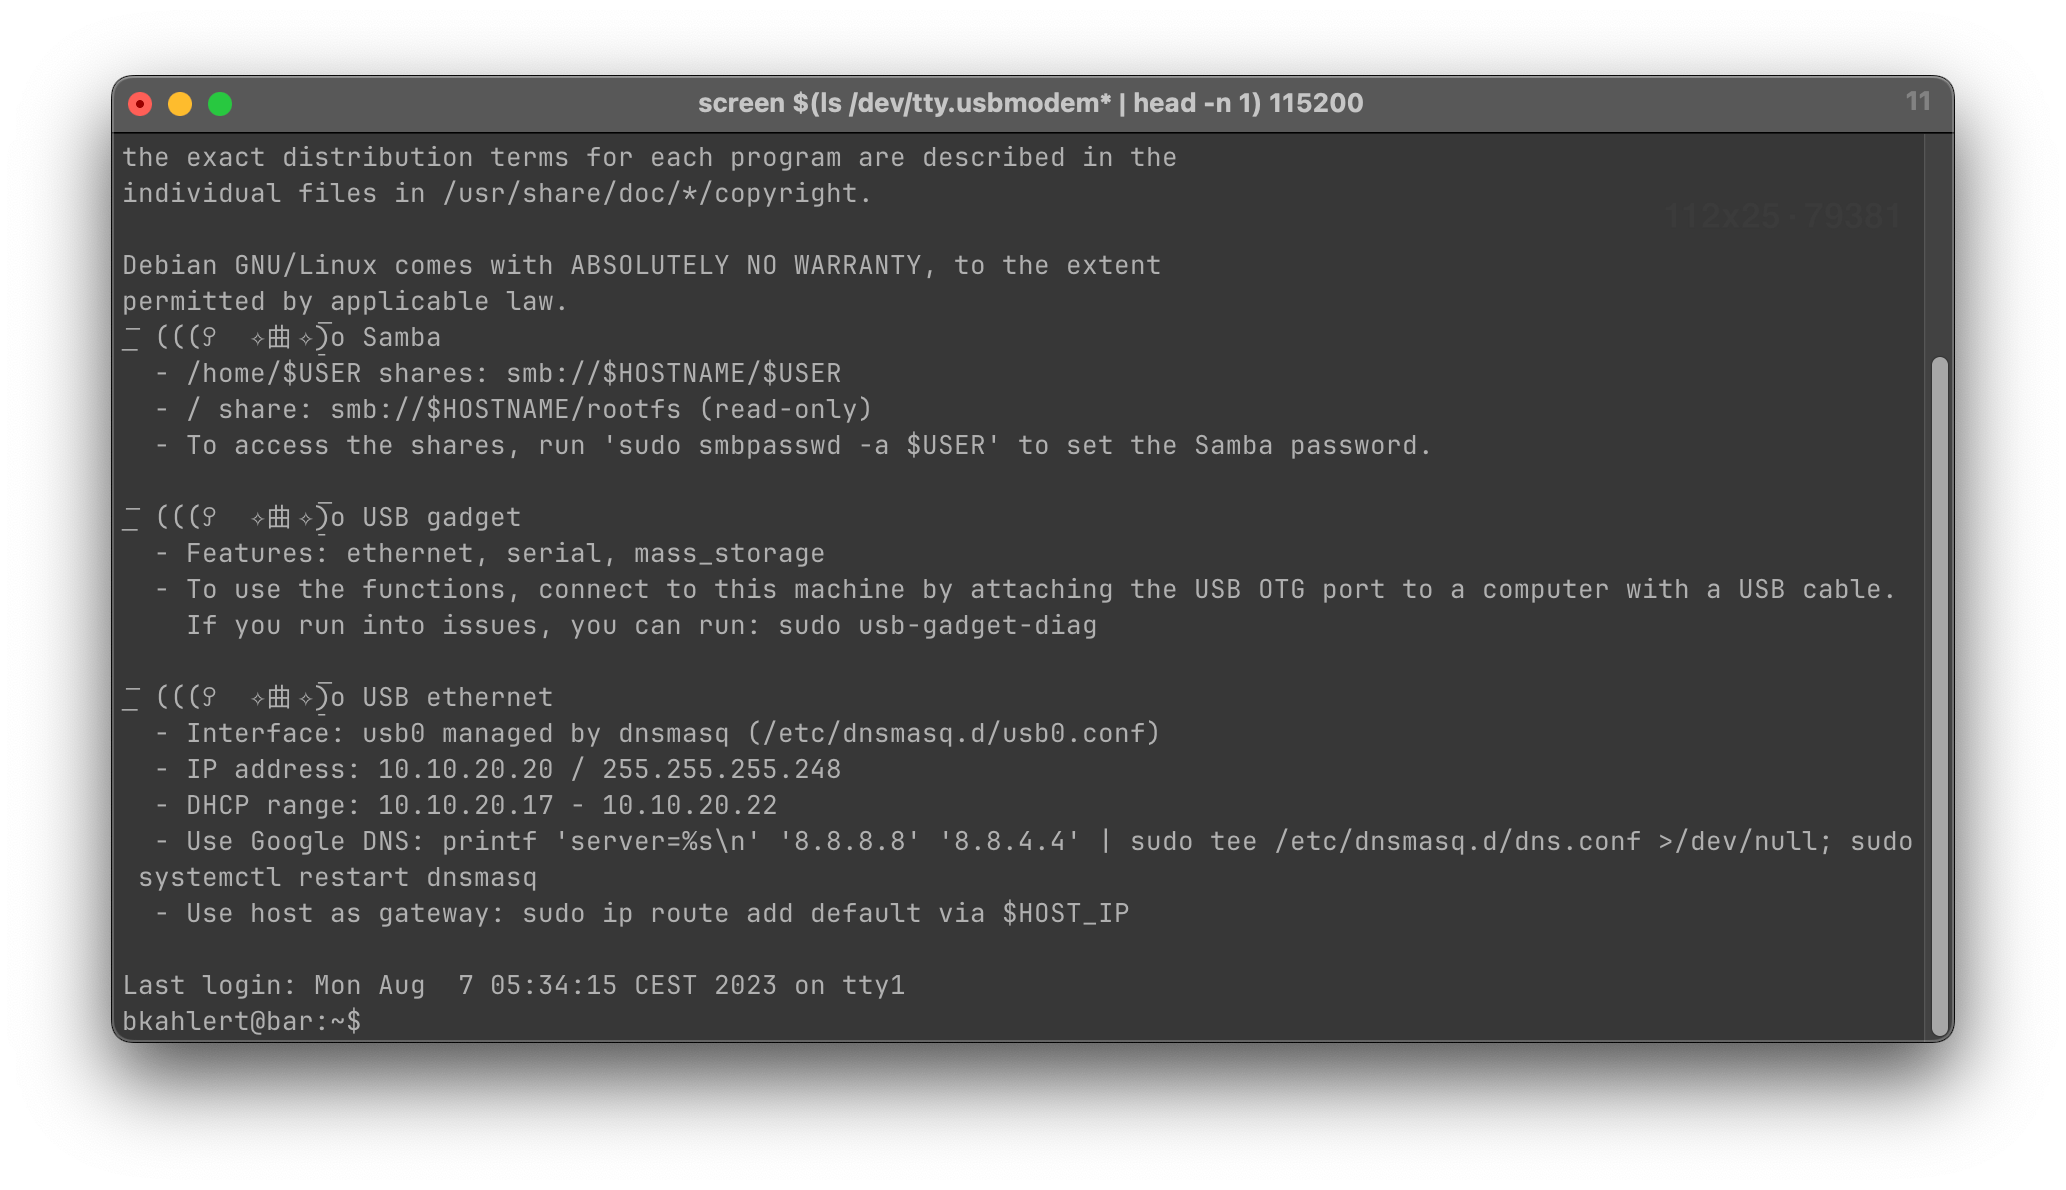 screen $(ls /dev/tty.usbmodem* | head -n 1) 115200
11
the exact distribution terms for each program are described in the
individual files in /usr/share/doc/*/copyright.
112x25 · 79381
Debian GNU/Linux comes with ABSOLUTELY NO WARRANTY, to the extent
permitted by applicable law.
_¯ (((‍ʕ  ✧曲✧)̲̅o Samba
- /home/$USER shares: smb://$HOSTNAME/$USER
- / share: smb://$HOSTNAME/rootfs (read-only)
- To access the shares, run 'sudo smbpasswd -a $USER' to set the Samba password.
_¯ (((‍ʕ  ✧曲✧)̲̅o USB gadget
- Features: ethernet, serial, mass_storage
- To use the functions, connect to this machine by attaching the USB OTG port to a computer with a USB cable.
If you run into issues, you can run: sudo usb-gadget-diag
_¯ (((‍ʕ  ✧曲✧)̲̅o USB ethernet
- Interface: usb0 managed by dnsmasq (/etc/dnsmasq.d/usb0.conf)
- IP address: 10.10.20.20 / 255.255.255.248
- DHCP range: 10.10.20.17 - 10.10.20.22
- Use Google DNS: printf 'server=%s\n' '8.8.8.8' '8.8.4.4' | sudo tee /etc/dnsmasq.d/dns.conf >/dev/null; sudo
systemctl restart dnsmasq
- Use host as gateway: sudo ip route add default via $HOST_IP
Last login: Mon Aug  7 05:34:15 CEST 2023 on tty1
bkahlert@bar:~$